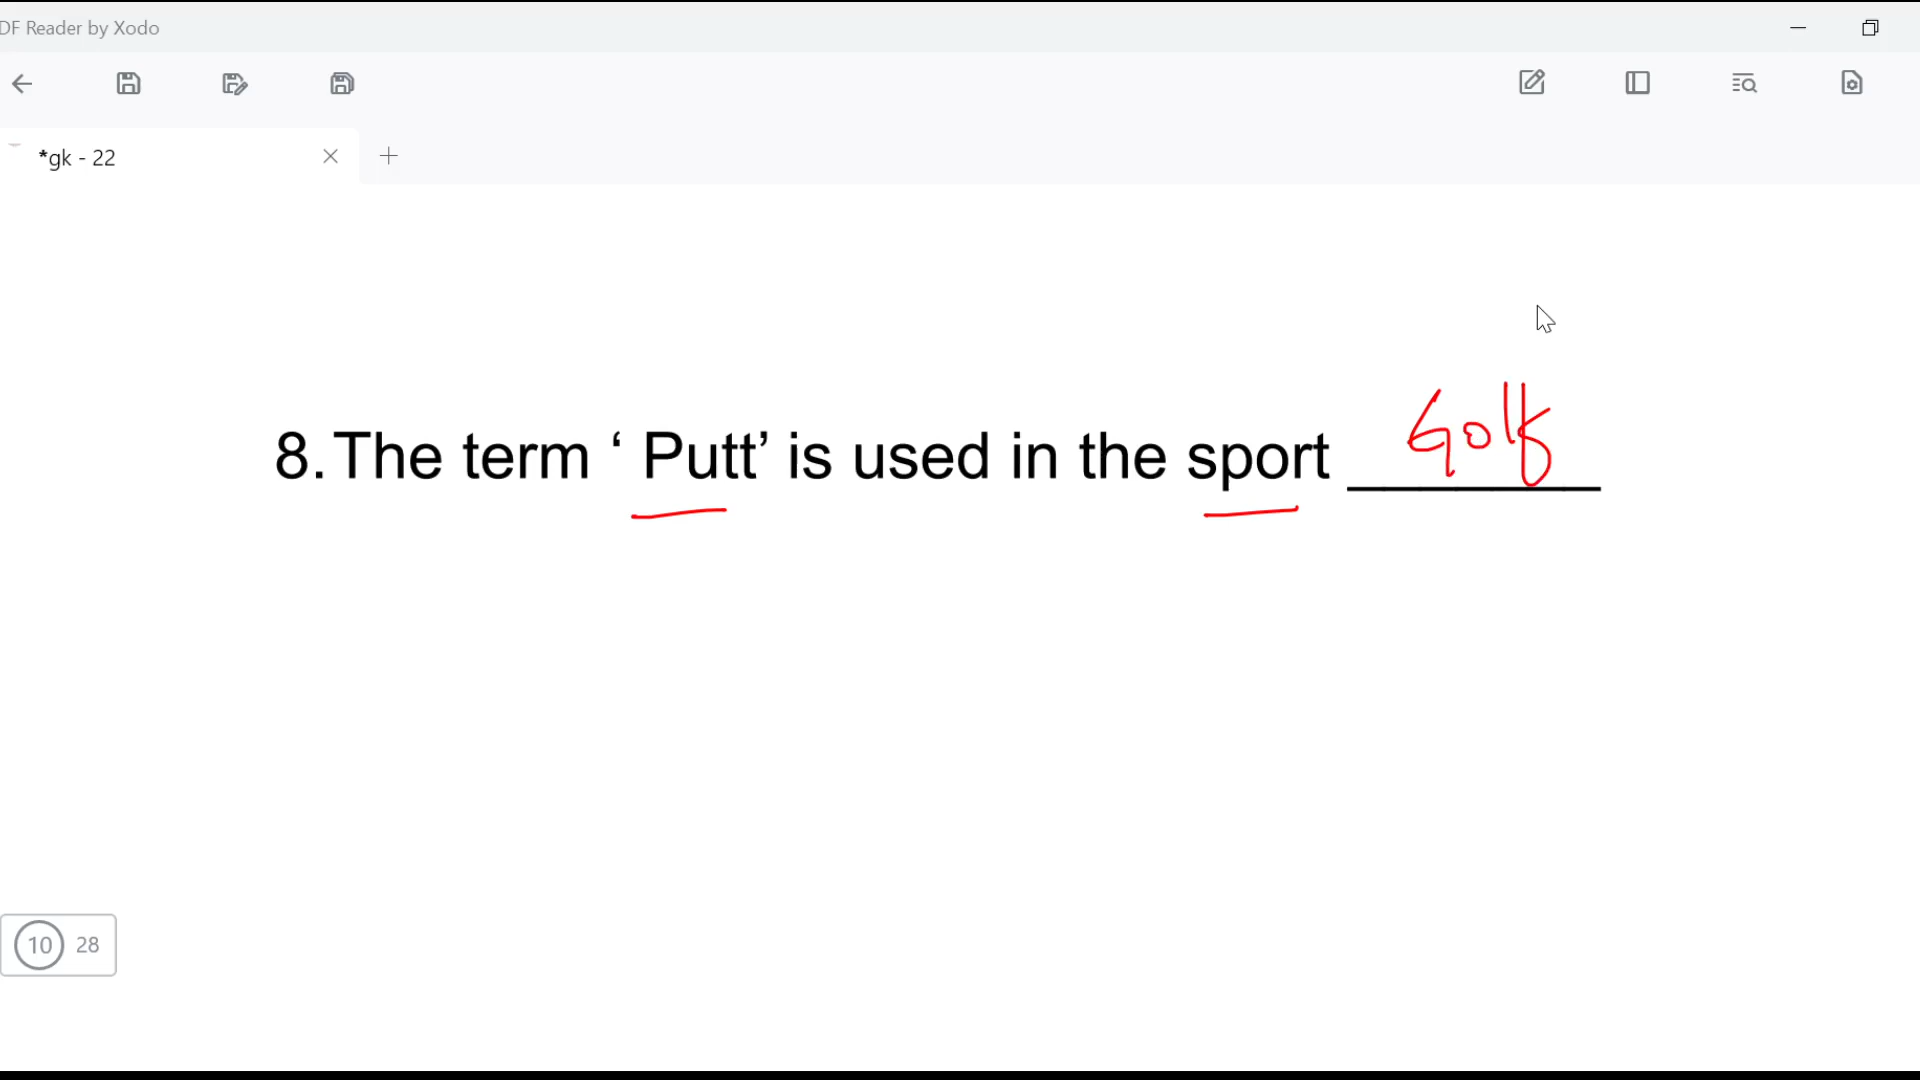 DF Reader by Xodo
*gk - 22
8. The term ‘ Putt’ is used in the sport Golf
10 28